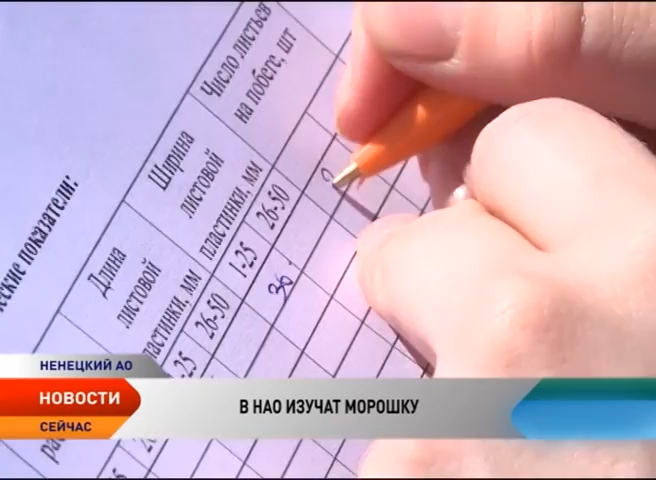 ские показатели:
Длина
листовой
пластинки, мм
Ширина
листовой
пластинки, мм
Число листьев
на побеге, шт
25
26-50
1-25
26-50
36
НЕНЕЦКИЙ АО
НОВОСТИ
СЕЙЧАС
В НАО ИЗУЧАТ МОРОШКУ